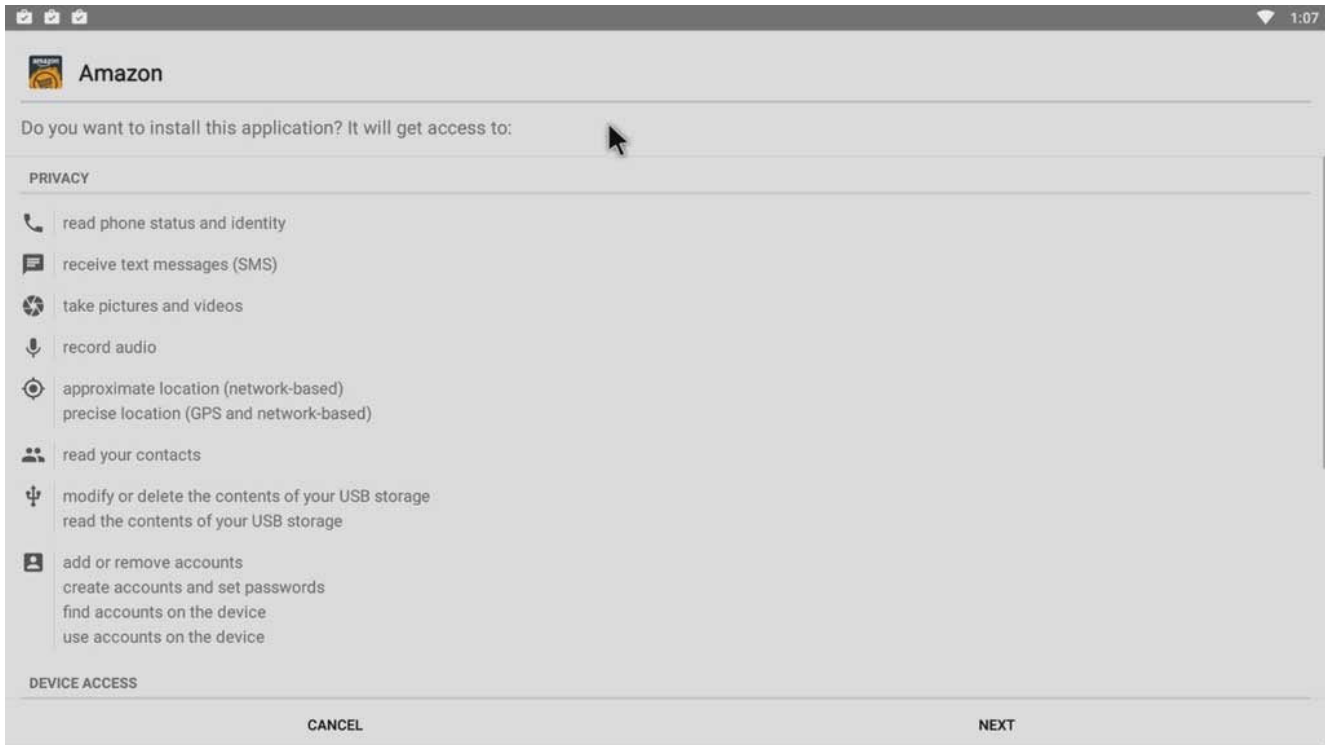 1:07
amazon
Amazon
Do you want to install this application? It will get access to:
PRIVACY
read phone status and identity
receive text messages (SMS)
take pictures and videos
record audio
approximate location (network-based)
precise location (GPS and network-based)
read your contacts
modify or delete the contents of your USB storage
read the contents of your USB storage
add or remove accounts
create accounts and set passwords
find accounts on the device
use accounts on the device
DEVICE ACCESS
CANCEL NEXT